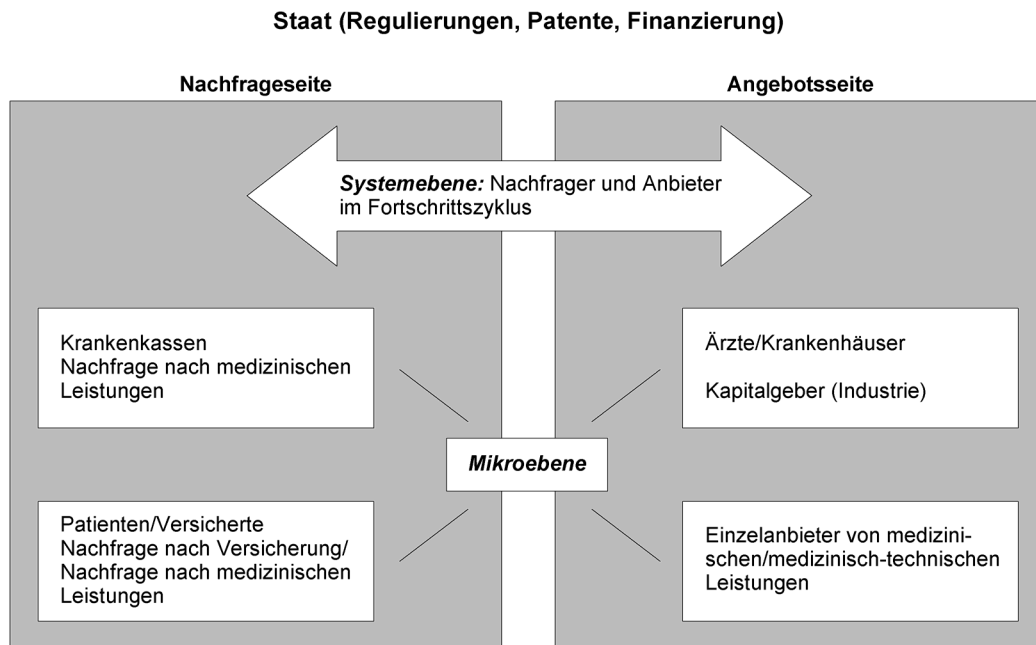 Staat (Regulierungen, Patente, Finanzierung)
Nachfrageseite
Angebotsseite
Systemebene: Nachfrager und Anbieter
im Fortschrittszyklus
Krankenkassen
Nachfrage nach medizinischen
Leistungen
Ärzte/Krankenhäuser
Kapitalgeber (Industrie)
Mikroebene
Patienten/Versicherte
Nachfrage nach Versicherung/
Nachfrage nach medizinischen
Leistungen
Einzelanbieter von medizini-
schen/medizinisch-technischen
Leistungen